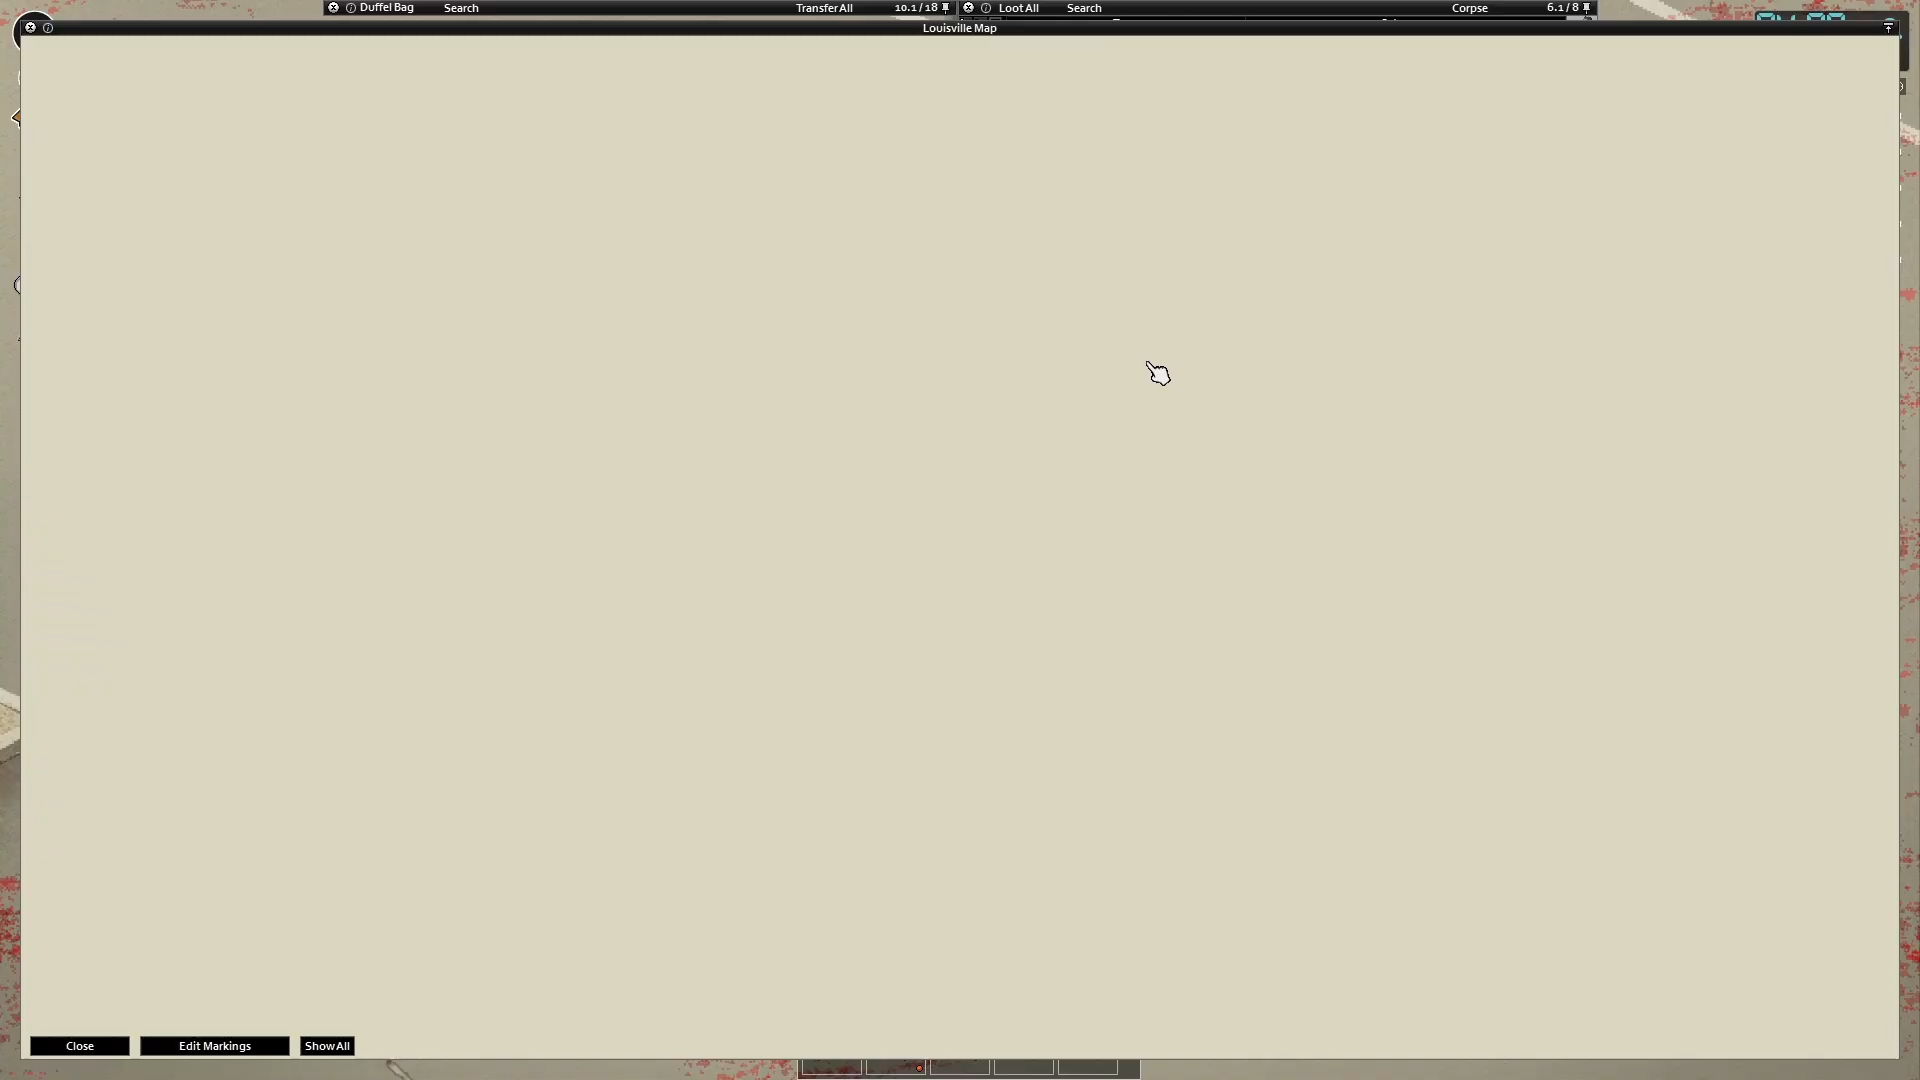 Duffel Bag Search Transfer All 10.1 / 18 Loot All Search Corpse 6.1 / 8
Louisville Map
Close Edit Markings Show All